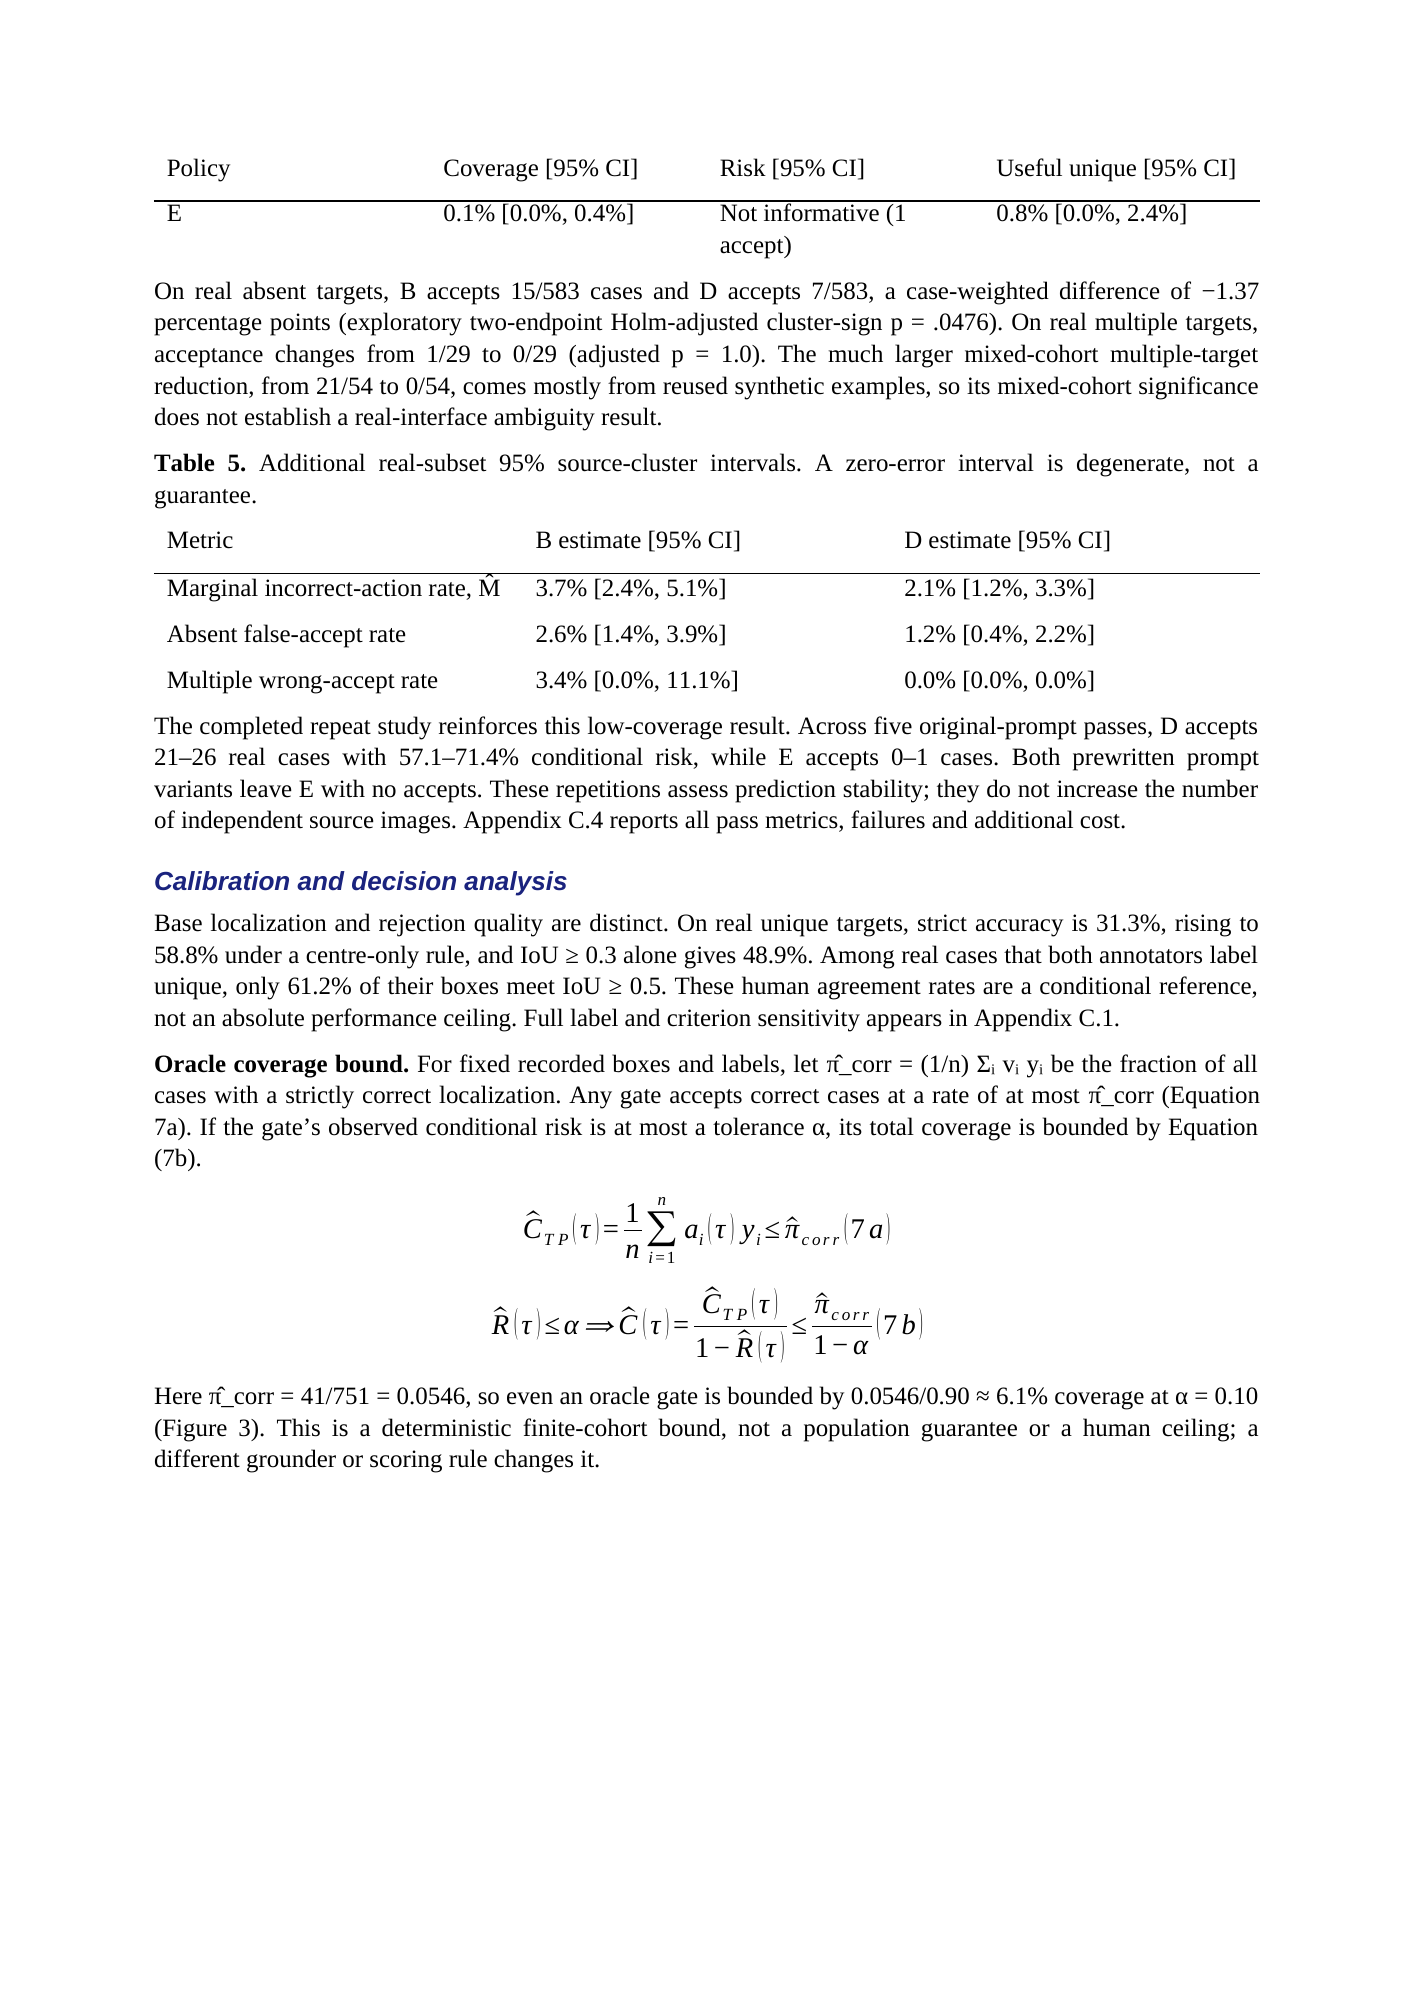 Policy Coverage [95% CI] Risk [95% CI] Useful unique [95% CI]
E 0.1% [0.0%, 0.4%] Not informative (1 accept) 0.8% [0.0%, 2.4%]
On real absent targets, B accepts 15/583 cases and D accepts 7/583, a case-weighted difference of −1.37
percentage points (exploratory two-endpoint Holm-adjusted cluster-sign p = .0476). On real multiple targets,
acceptance changes from 1/29 to 0/29 (adjusted p = 1.0). The much larger mixed-cohort multiple-target
reduction, from 21/54 to 0/54, comes mostly from reused synthetic examples, so its mixed-cohort significance
does not establish a real-interface ambiguity result.
Table 5. Additional real-subset 95% source-cluster intervals. A zero-error interval is degenerate, not a
guarantee.
Metric B estimate [95% CI] D estimate [95% CI]
Marginal incorrect-action rate, M̂ 3.7% [2.4%, 5.1%] 2.1% [1.2%, 3.3%]
Absent false-accept rate 2.6% [1.4%, 3.9%] 1.2% [0.4%, 2.2%]
Multiple wrong-accept rate 3.4% [0.0%, 11.1%] 0.0% [0.0%, 0.0%]
The completed repeat study reinforces this low-coverage result. Across five original-prompt passes, D accepts
21–26 real cases with 57.1–71.4% conditional risk, while E accepts 0–1 cases. Both prewritten prompt
variants leave E with no accepts. These repetitions assess prediction stability; they do not increase the number
of independent source images. Appendix C.4 reports all pass metrics, failures and additional cost.
Calibration and decision analysis
Base localization and rejection quality are distinct. On real unique targets, strict accuracy is 31.3%, rising to
58.8% under a centre-only rule, and IoU ≥ 0.3 alone gives 48.9%. Among real cases that both annotators label
unique, only 61.2% of their boxes meet IoU ≥ 0.5. These human agreement rates are a conditional reference,
not an absolute performance ceiling. Full label and criterion sensitivity appears in Appendix C.1.
Oracle coverage bound. For fixed recorded boxes and labels, let π̂_corr = (1/n) Σᵢ vᵢ yᵢ be the fraction of all
cases with a strictly correct localization. Any gate accepts correct cases at a rate of at most π̂_corr (Equation
7a). If the gate’s observed conditional risk is at most a tolerance α, its total coverage is bounded by Equation
(7b).
Ĉ_TP(τ) = 1/n ∑_{i=1}^{n} a_i(τ) y_i ≤ π̂_corr (7a)
R̂(τ) ≤ α ⟹ Ĉ(τ) = Ĉ_TP(τ) / (1 − R̂(τ)) ≤ π̂_corr / (1 − α) (7b)
Here π̂_corr = 41/751 = 0.0546, so even an oracle gate is bounded by 0.0546/0.90 ≈ 6.1% coverage at α = 0.10
(Figure 3). This is a deterministic finite-cohort bound, not a population guarantee or a human ceiling; a
different grounder or scoring rule changes it.